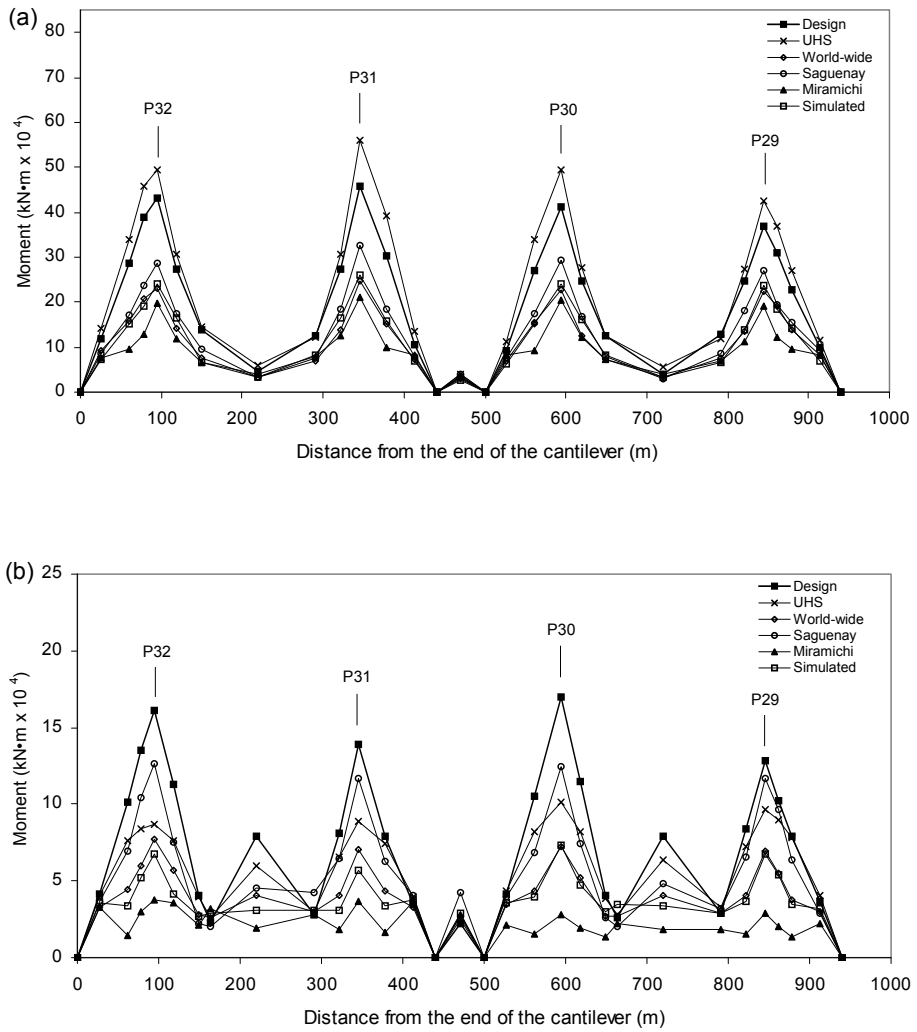 (a)
Moment (kN•m x 10⁴)
80
70
60
50
40
30
20
10
0
P32
P31
P30
P29
Design
UHS
World-wide
Saguenay
Miramichi
Simulated
0 100 200 300 400 500 600 700 800 900 1000
Distance from the end of the cantilever (m)
(b)
Moment (kN•m x 10⁴)
25
20
15
10
5
0
P32
P31
P30
P29
Design
UHS
World-wide
Saguenay
Miramichi
Simulated
0 100 200 300 400 500 600 700 800 900 1000
Distance from the end of the cantilever (m)